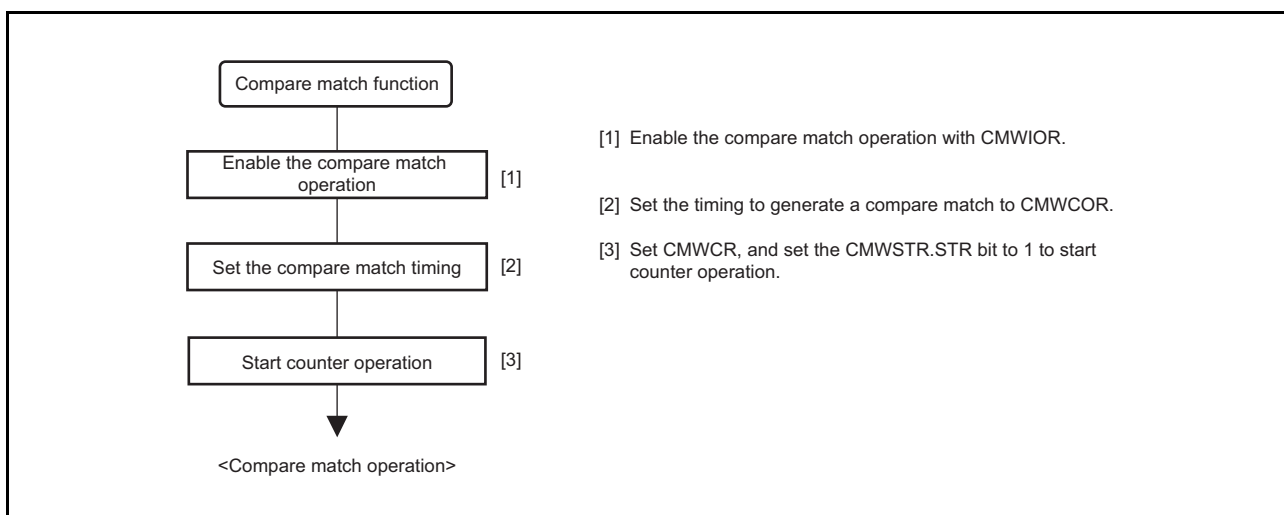 Compare match function
Enable the compare match
operation
[1]
Set the compare match timing
[2]
Start counter operation
[3]
<Compare match operation>
[1] Enable the compare match operation with CMWIOR.
[2] Set the timing to generate a compare match to CMWCOR.
[3] Set CMWCR, and set the CMWSTR.STR bit to 1 to start
counter operation.